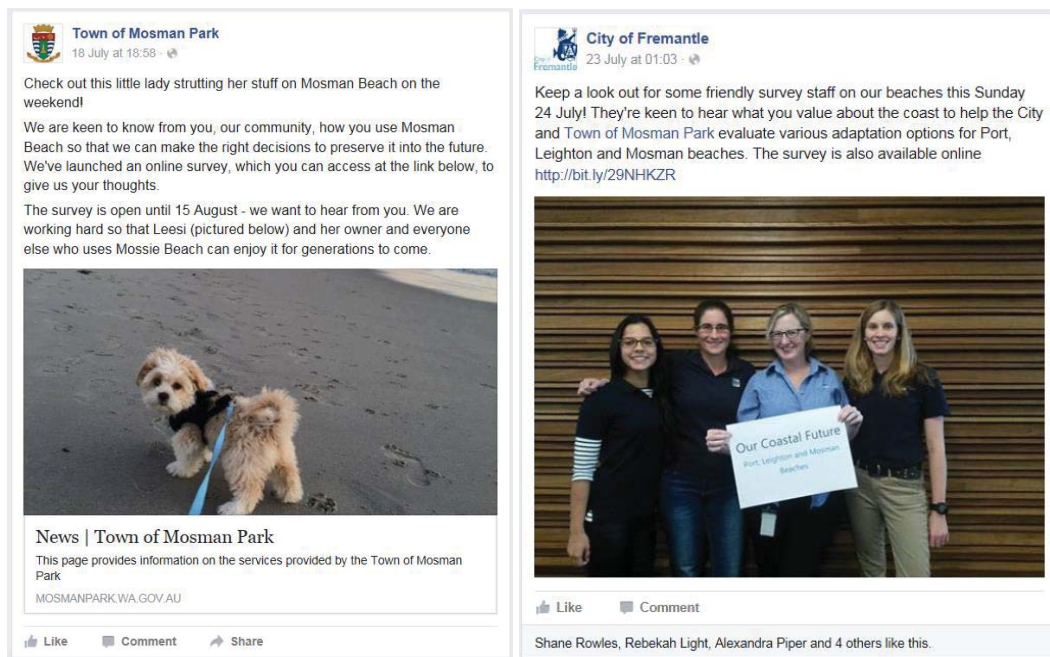 Town of Mosman Park
18 July at 18:58 ·
Check out this little lady strutting her stuff on Mosman Beach on the
weekend!
We are keen to know from you, our community, how you use Mosman
Beach so that we can make the right decisions to preserve it into the future.
We've launched an online survey, which you can access at the link below, to
give us your thoughts.
The survey is open until 15 August - we want to hear from you. We are
working hard so that Leesi (pictured below) and her owner and everyone
else who uses Mossie Beach can enjoy it for generations to come.
News | Town of Mosman Park
This page provides information on the services provided by the Town of Mosman
Park
MOSMANPARK.WA.GOV.AU
Like Comment Share
City of
Fremantle
City of Fremantle
23 July at 01:03 ·
Keep a look out for some friendly survey staff on our beaches this Sunday
24 July! They're keen to hear what you value about the coast to help the City
and Town of Mosman Park evaluate various adaptation options for Port,
Leighton and Mosman beaches. The survey is also available online
http://bit.ly/29NHKZR
Our Coastal Future
Port, Leighton and Mosman
Beaches
Like Comment
Shane Rowles, Rebekah Light, Alexandra Piper and 4 others like this.